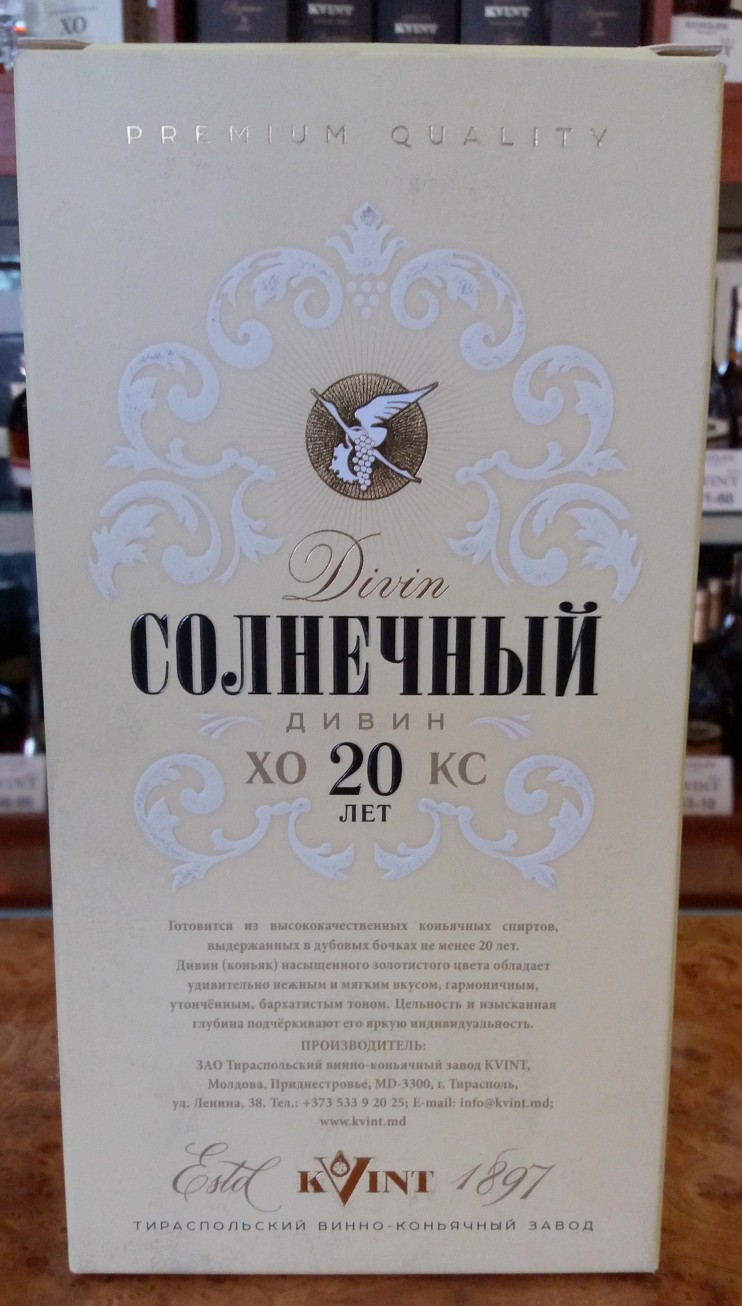 KVINT
KVINT
ХО
PREMIUM QUALITY
Divin
СОЛНЕЧНЫЙ
ДИВИН
ХО 20 КС
ЛЕТ
Готовится из высококачественных коньячных спиртов,
выдержанных в дубовых бочках не менее 20 лет.
Дивин (коньяк) насыщенного золотистого цвета обладает
удивительно нежным и мягким вкусом, гармоничным,
утончённым, бархатистым тоном. Цельность и изысканная
глубина подчёркивают его яркую индивидуальность.
ПРОИЗВОДИТЕЛЬ:
ЗАО Тираспольский винно-коньячный завод KVINT,
Молдова, Приднестровье, MD-3300, г. Тирасполь,
ул. Ленина, 38. Тел.: +373 533 9 20 25; E-mail: info@kvint.md;
www.kvint.md
Estd KVINT 1897
ТИРАСПОЛЬСКИЙ ВИННО-КОНЬЯЧНЫЙ ЗАВОД